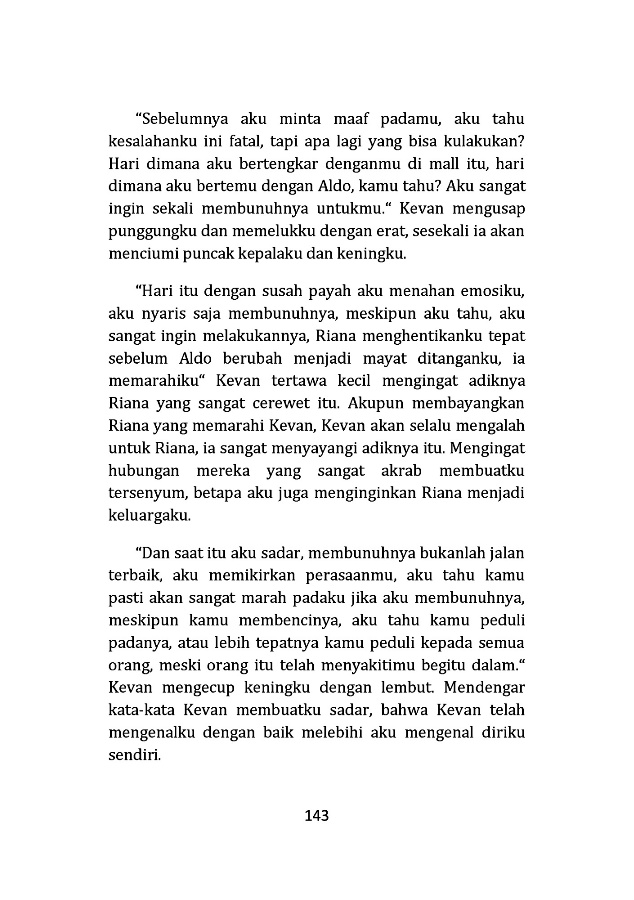 “Sebelumnya aku minta maaf padamu, aku tahu
kesalahanku ini fatal, tapi apa lagi yang bisa kulakukan?
Hari dimana aku bertengkar denganmu di mall itu, hari
dimana aku bertemu dengan Aldo, kamu tahu? Aku sangat
ingin sekali membunuhnya untukmu.“ Kevan mengusap
punggungku dan memelukku dengan erat, sesekali ia akan
menciumi puncak kepalaku dan keningku.
“Hari itu dengan susah payah aku menahan emosiku,
aku nyaris saja membunuhnya, meskipun aku tahu, aku
sangat ingin melakukannya, Riana menghentikanku tepat
sebelum Aldo berubah menjadi mayat ditanganku, ia
memarahiku“ Kevan tertawa kecil mengingat adiknya
Riana yang sangat cerewet itu. Akupun membayangkan
Riana yang memarahi Kevan, Kevan akan selalu mengalah
untuk Riana, ia sangat menyayangi adiknya itu. Mengingat
hubungan mereka yang sangat akrab membuatku
tersenyum, betapa aku juga menginginkan Riana menjadi
keluargaku.
“Dan saat itu aku sadar, membunuhnya bukanlah jalan
terbaik, aku memikirkan perasaanmu, aku tahu kamu
pasti akan sangat marah padaku jika aku membunuhnya,
meskipun kamu membencinya, aku tahu kamu peduli
padanya, atau lebih tepatnya kamu peduli kepada semua
orang, meski orang itu telah menyakitimu begitu dalam.“
Kevan mengecup keningku dengan lembut. Mendengar
kata-kata Kevan membuatku sadar, bahwa Kevan telah
mengenalku dengan baik melebihi aku mengenal diriku
sendiri.
143